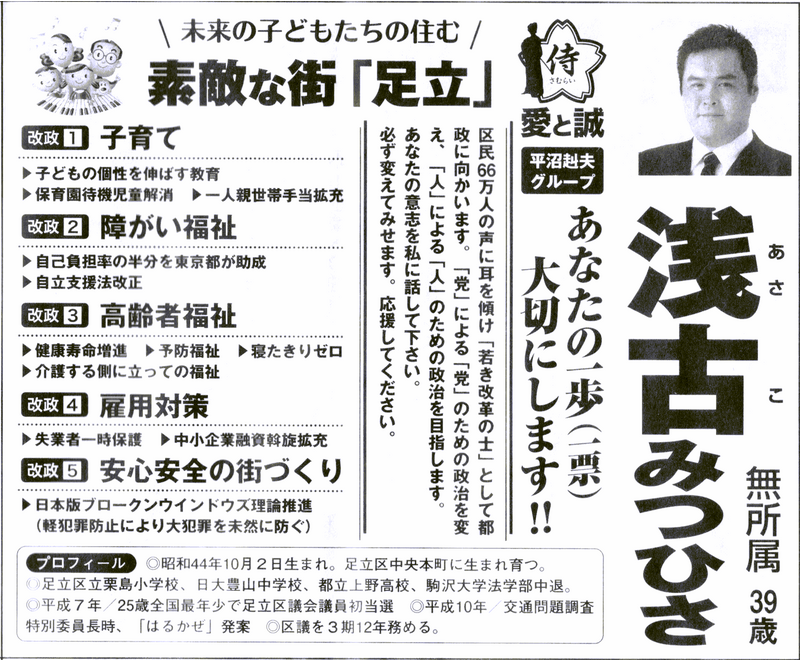 未来の子どもたちの住む
素敵な街「足立」
侍
さむらい
愛と誠
平沼赳夫
グループ
あさこ
浅古みつひさ
無所属 39歳
あなたの一歩(一票)
大切にします!!
区民66万人の声に耳を傾け「若き改革の士」として都
政に向かいます。「党」による「党」のための政治を変
え、「人」による「人」のための政治を目指します。
あなたの意志を私に話して下さい。
必ず変えてみせます。応援してください。
改政1 子育て
▶子どもの個性を伸ばす教育
▶保育園待機児童解消 ▶一人親世帯手当拡充
改政2 障がい福祉
▶自己負担率の半分を東京都が助成
▶自立支援法改正
改政3 高齢者福祉
▶健康寿命増進 ▶予防福祉 ▶寝たきりゼロ
▶介護する側に立っての福祉
改政4 雇用対策
▶失業者一時保護 ▶中小企業融資斡旋拡充
改政5 安心安全の街づくり
▶日本版ブロークンウインドウズ理論推進
(軽犯罪防止により大犯罪を未然に防ぐ)
プロフィール ◎昭和44年10月2日生まれ。足立区中央本町に生まれ育つ。
◎足立区立栗島小学校、日大豊山中学校、都立上野高校、駒沢大学法学部中退。
◎平成7年/25歳全国最年少で足立区議会議員初当選 ◎平成10年/交通問題調査
特別委員長時、「はるかぜ」発案 ◎区議を3期12年務める。